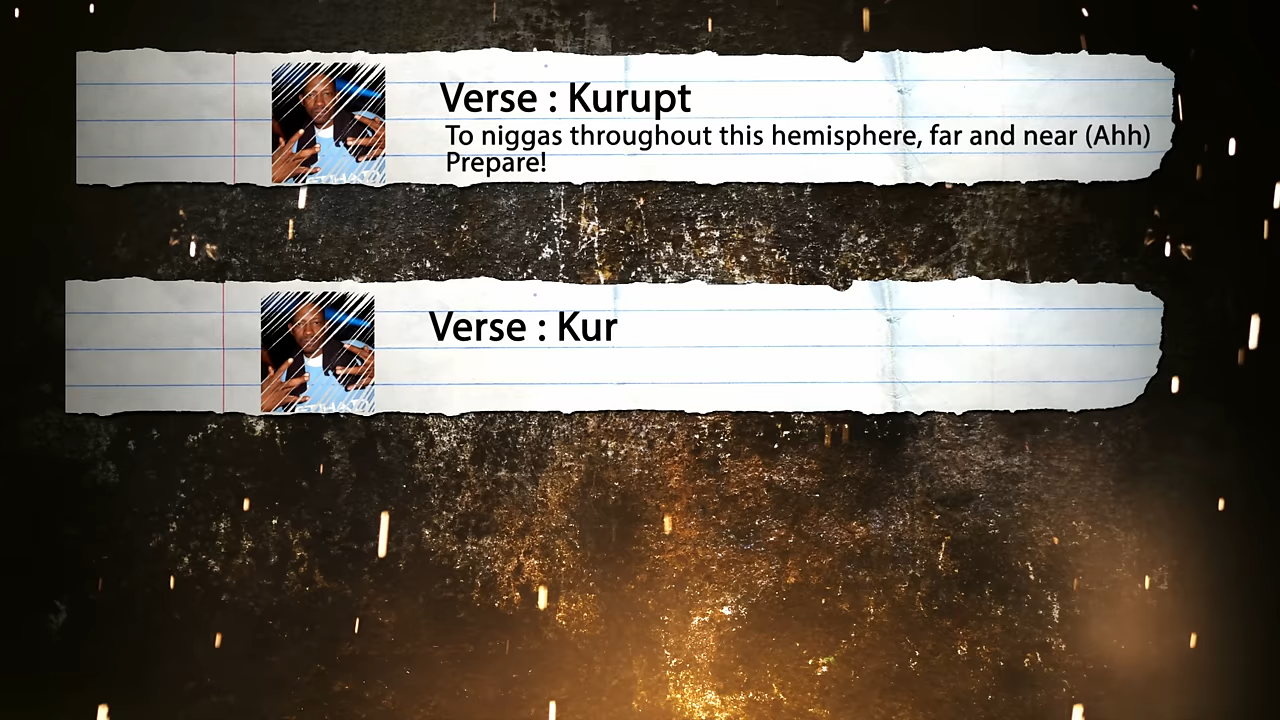 Verse : Kurupt
To niggas throughout this hemisphere, far and near (Ahh)
Prepare!
Verse : Kur